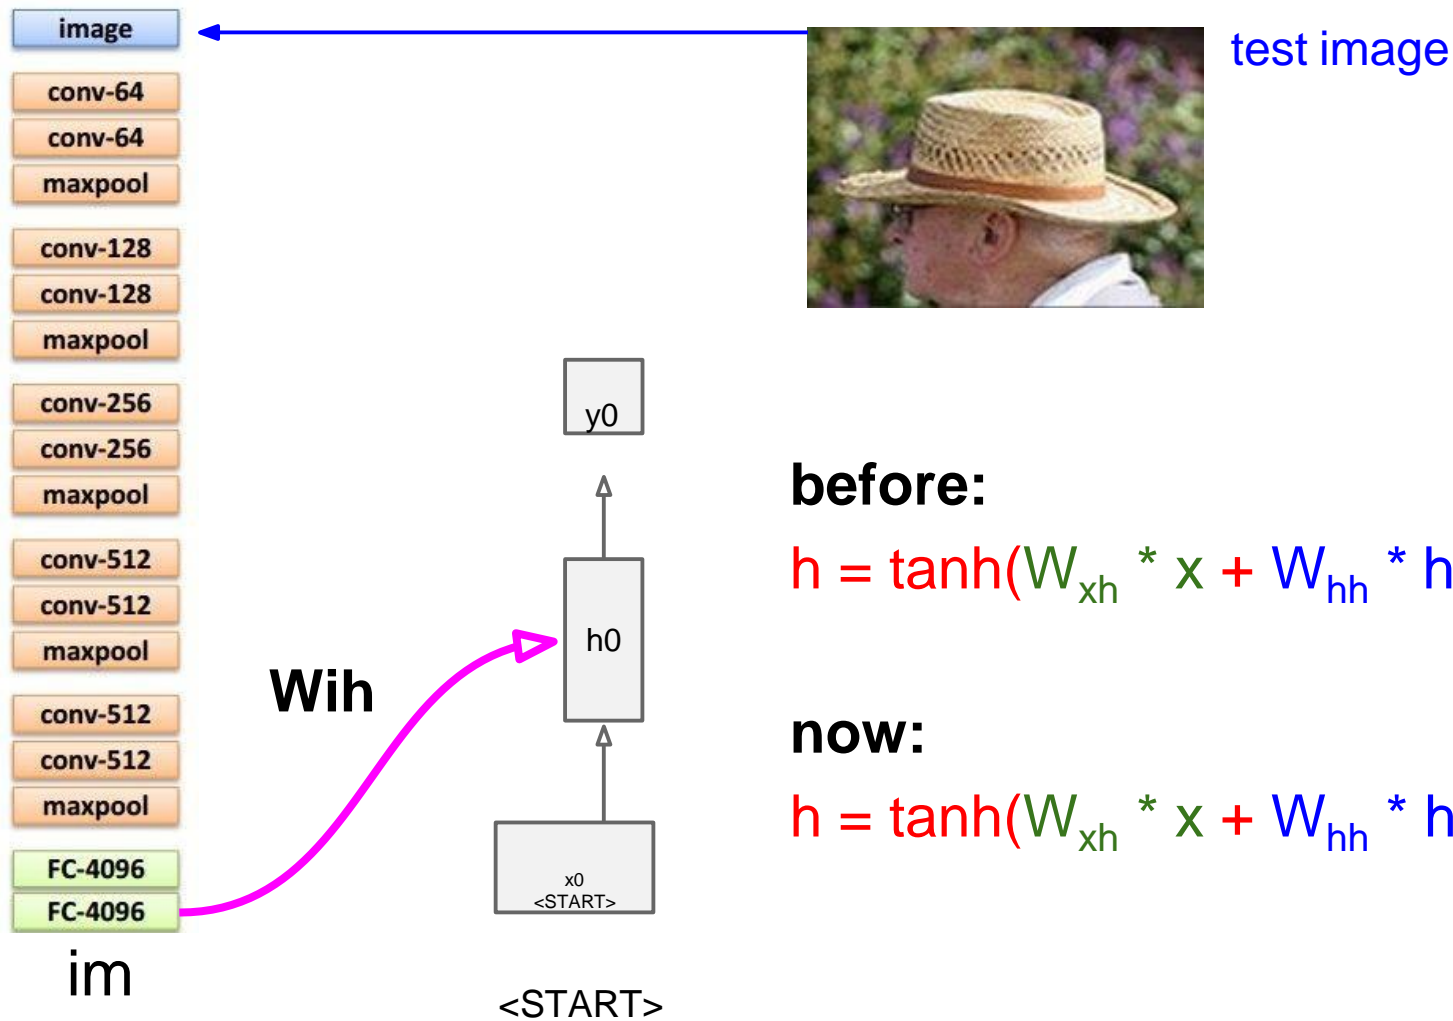 image
conv-64
conv-64
maxpool
conv-128
conv-128
maxpool
conv-256
conv-256
maxpool
conv-512
conv-512
maxpool
conv-512
conv-512
maxpool
FC-4096
FC-4096
im
Wih
y0
h0
x0
<START>
<START>
test image
before:
h = tanh(Wxh * x + Whh * h
now:
h = tanh(Wxh * x + Whh * h